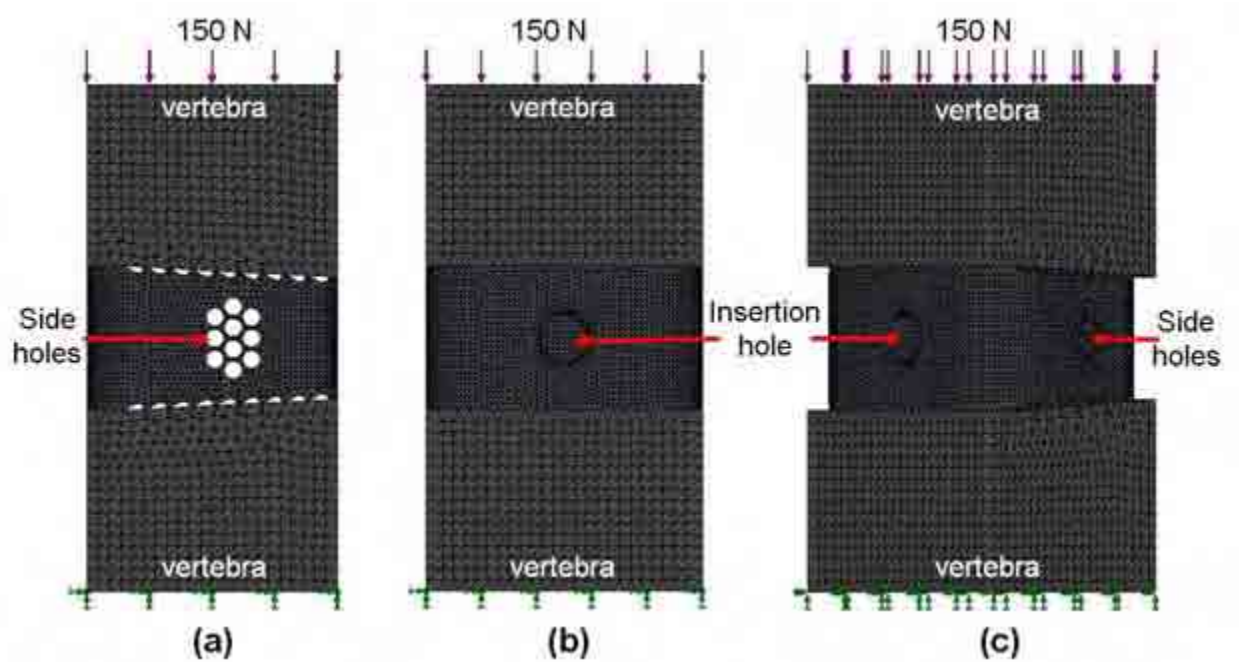 150 N
150 N
150 N
vertebra
vertebra
vertebra
Side
holes
Insertion
hole
Side
holes
vertebra
vertebra
vertebra
(a)
(b)
(c)